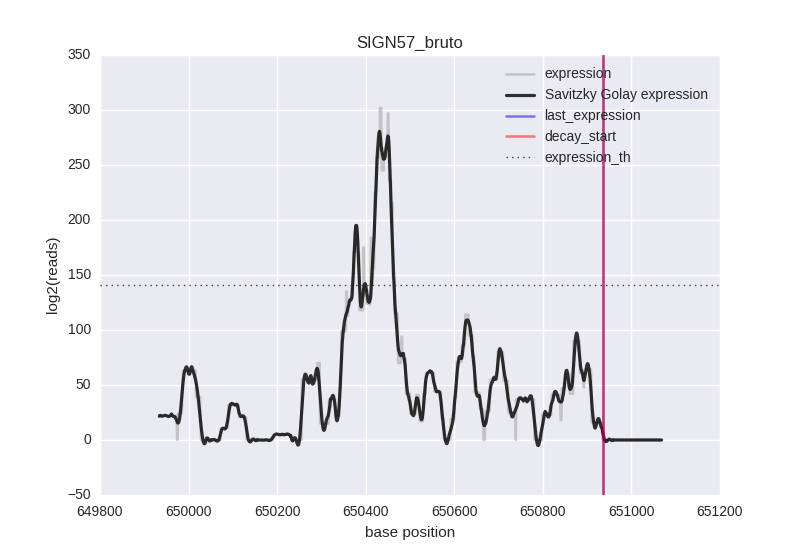 SIGN57_bruto
350
300
250
200
150
100
50
0
−50
log2(reads)
expression
Savitzky Golay expression
last_expression
decay_start
expression_th
649800
650000
650200
650400
650600
650800
651000
651200
base position